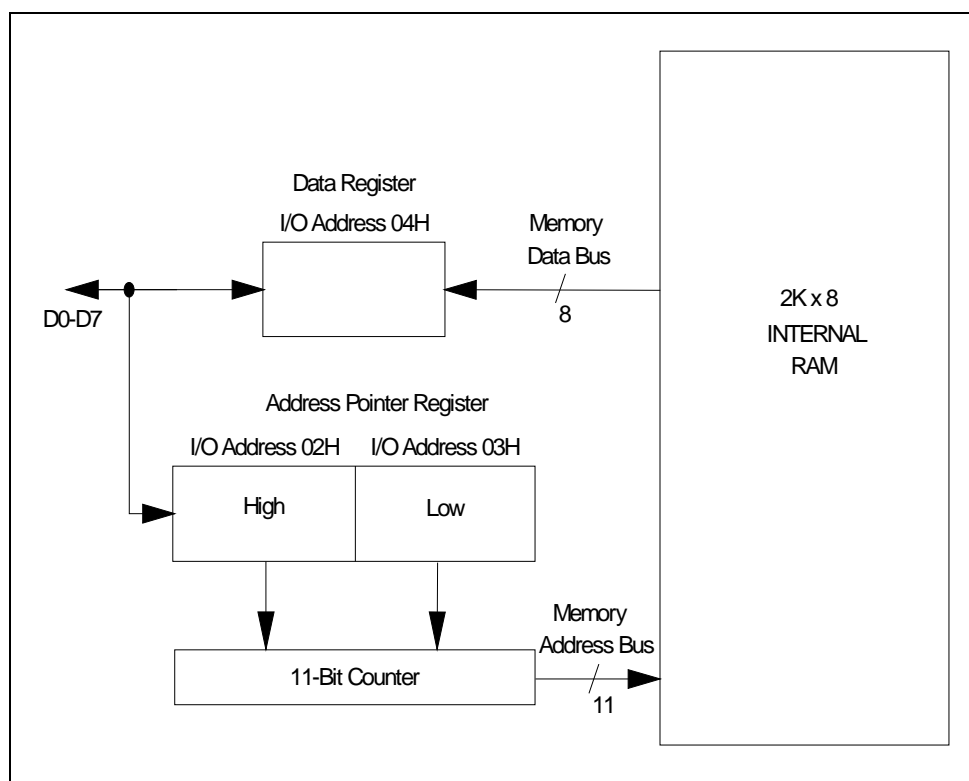 Data Register
I/O Address 04H
Memory
Data Bus
8
D0-D7
2K x 8
INTERNAL
RAM
Address Pointer Register
I/O Address 02H
I/O Address 03H
High
Low
Memory
Address Bus
11-Bit Counter
11